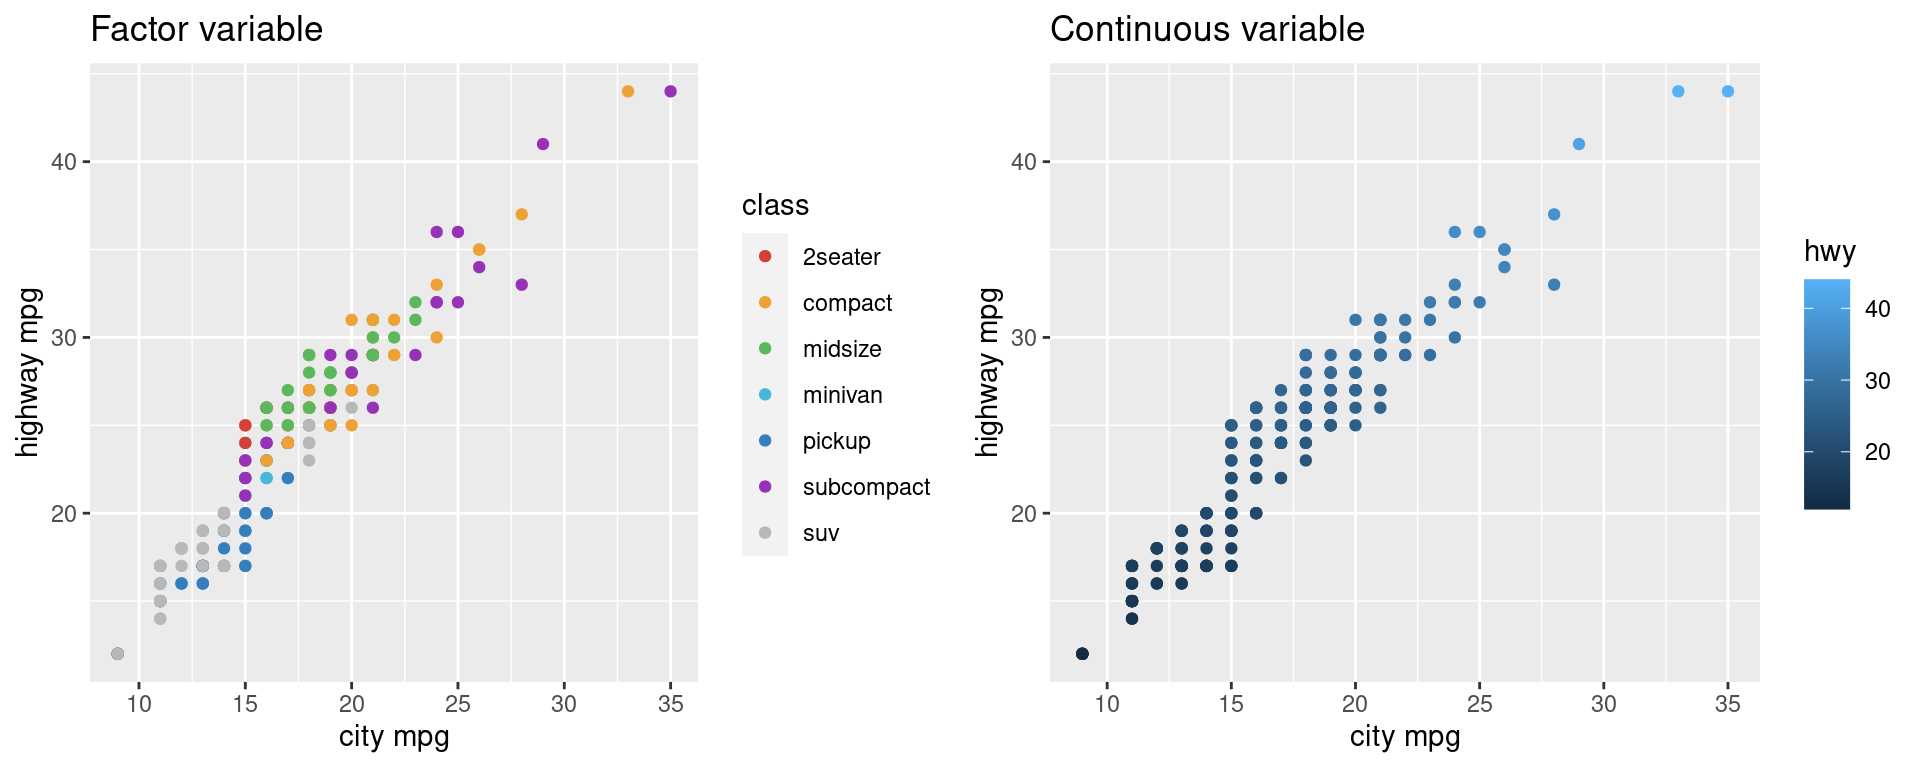 Factor variable
highway mpg
40
30
20
10 15 20 25 30 35
city mpg
class
2seater
compact
midsize
minivan
pickup
subcompact
suv
Continuous variable
highway mpg
40
30
20
10 15 20 25 30 35
city mpg
hwy
40
30
20